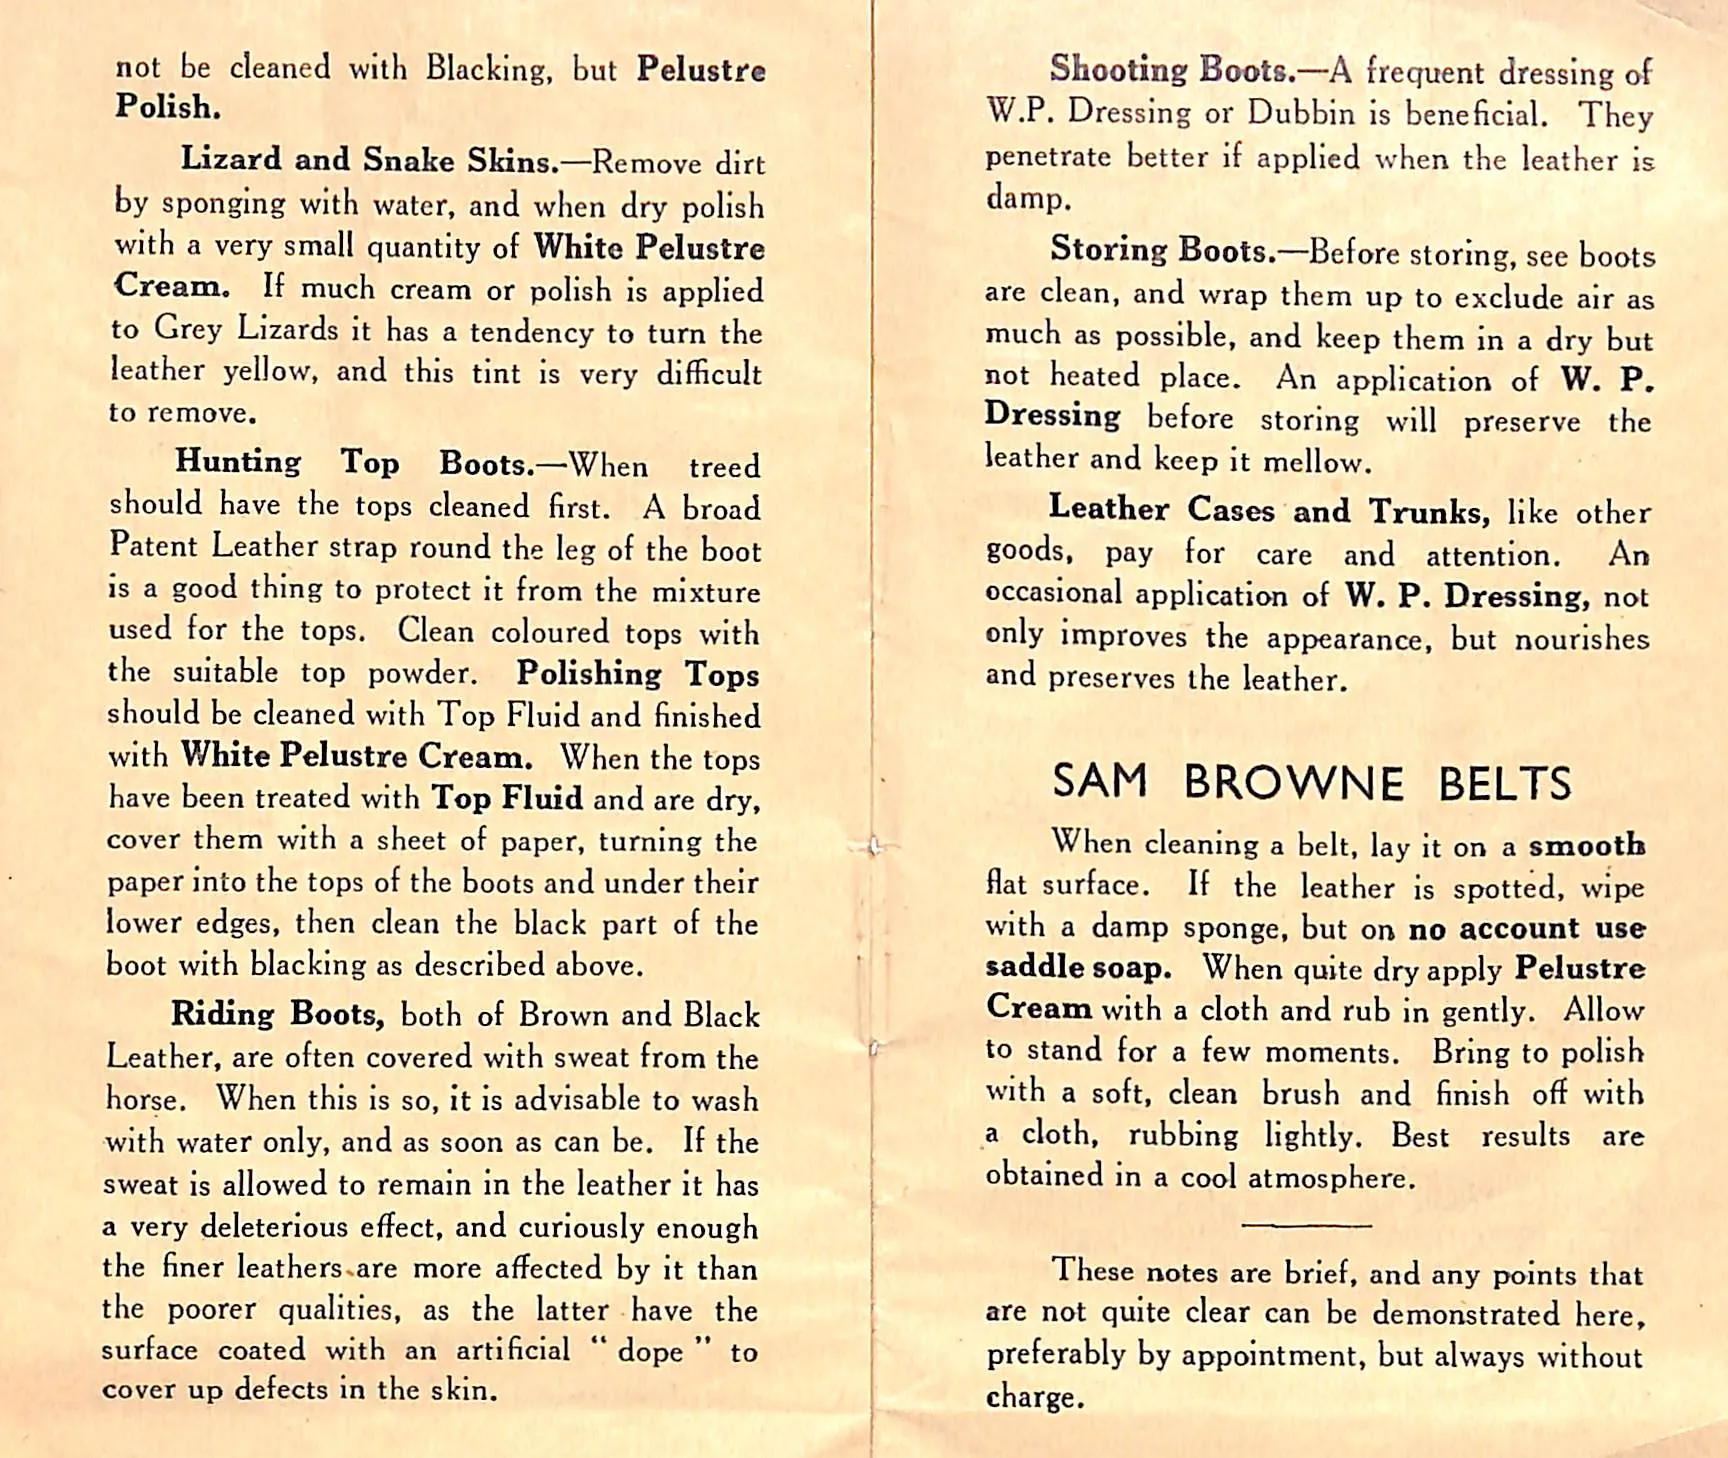 not be cleaned with Blacking, but Pelustre
Polish.
Lizard and Snake Skins.—Remove dirt
by sponging with water, and when dry polish
with a very small quantity of White Pelustre
Cream. If much cream or polish is applied
to Grey Lizards it has a tendency to turn the
leather yellow, and this tint is very difficult
to remove.
Hunting Top Boots.—When treed
should have the tops cleaned first. A broad
Patent Leather strap round the leg of the boot
is a good thing to protect it from the mixture
used for the tops. Clean coloured tops with
the suitable top powder. Polishing Tops
should be cleaned with Top Fluid and finished
with White Pelustre Cream. When the tops
have been treated with Top Fluid and are dry,
cover them with a sheet of paper, turning the
paper into the tops of the boots and under their
lower edges, then clean the black part of the
boot with blacking as described above.
Riding Boots, both of Brown and Black
Leather, are often covered with sweat from the
horse. When this is so, it is advisable to wash
with water only, and as soon as can be. If the
sweat is allowed to remain in the leather it has
a very deleterious effect, and curiously enough
the finer leathers are more affected by it than
the poorer qualities, as the latter have the
surface coated with an artificial “ dope ” to
cover up defects in the skin.
Shooting Boots.—A frequent dressing of
W.P. Dressing or Dubbin is beneficial. They
penetrate better if applied when the leather is
damp.
Storing Boots.—Before storing, see boots
are clean, and wrap them up to exclude air as
much as possible, and keep them in a dry but
not heated place. An application of W. P.
Dressing before storing will preserve the
leather and keep it mellow.
Leather Cases and Trunks, like other
goods, pay for care and attention. An
occasional application of W. P. Dressing, not
only improves the appearance, but nourishes
and preserves the leather.
SAM BROWNE BELTS
When cleaning a belt, lay it on a smooth
flat surface. If the leather is spotted, wipe
with a damp sponge, but on no account use
saddle soap. When quite dry apply Pelustre
Cream with a cloth and rub in gently. Allow
to stand for a few moments. Bring to polish
with a soft, clean brush and finish off with
a cloth, rubbing lightly. Best results are
obtained in a cool atmosphere.
These notes are brief, and any points that
are not quite clear can be demonstrated here,
preferably by appointment, but always without
charge.